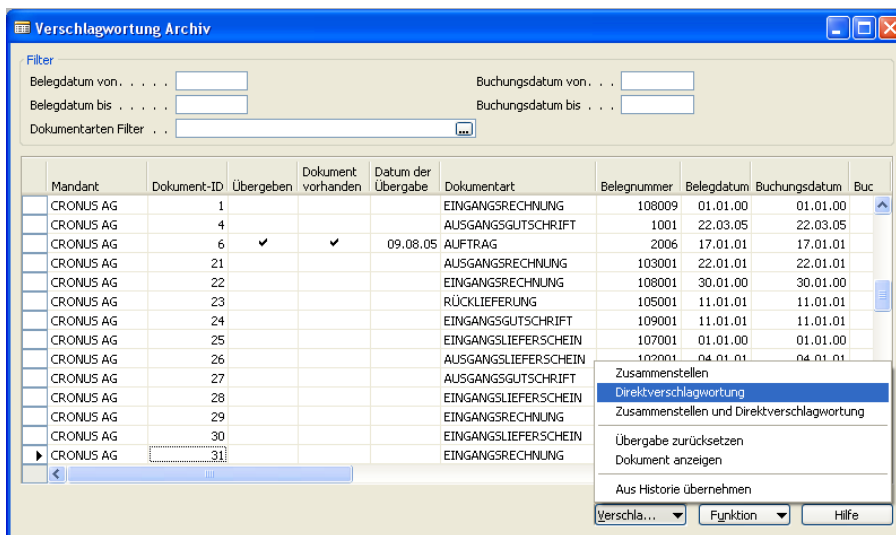 Verschlagwortung Archiv
Filter
Belegdatum von. . . . . Buchungsdatum von. . .
Belegdatum bis . . . . . Buchungsdatum bis . . .
Dokumentarten Filter . . ...
Dokument Datum der
Mandant Dokument-ID Übergeben vorhanden Übergabe Dokumentart Belegnummer Belegdatum Buchungsdatum Buc
CRONUS AG 1 EINGANGSRECHNUNG 108009 01.01.00 01.01.00
CRONUS AG 4 AUSGANGSGUTSCHRIFT 1001 22.03.05 22.03.05
CRONUS AG 6 ✔ ✔ 09.08.05 AUFTRAG 2006 17.01.01 17.01.01
CRONUS AG 21 AUSGANGSRECHNUNG 103001 22.01.01 22.01.01
CRONUS AG 22 EINGANGSRECHNUNG 108001 30.01.00 30.01.00
CRONUS AG 23 RÜCKLIEFERUNG 105001 11.01.01 11.01.01
CRONUS AG 24 EINGANGSGUTSCHRIFT 109001 11.01.01 11.01.01
CRONUS AG 25 EINGANGSLIEFERSCHEIN 107001 01.01.00 01.01.00
CRONUS AG 26 AUSGANGSLIEFERSCHEIN 102001 04.01.01 04.01.01
CRONUS AG 27 AUSGANGSGUTSCHRIFT
CRONUS AG 28 EINGANGSLIEFERSCHEIN
CRONUS AG 29 EINGANGSRECHNUNG
CRONUS AG 30 EINGANGSLIEFERSCHEIN
CRONUS AG 31 EINGANGSRECHNUNG
Zusammenstellen
Direktverschlagwortung
Zusammenstellen und Direktverschlagwortung
Übergabe zurücksetzen
Dokument anzeigen
Aus Historie übernehmen
Verschla... Funktion Hilfe